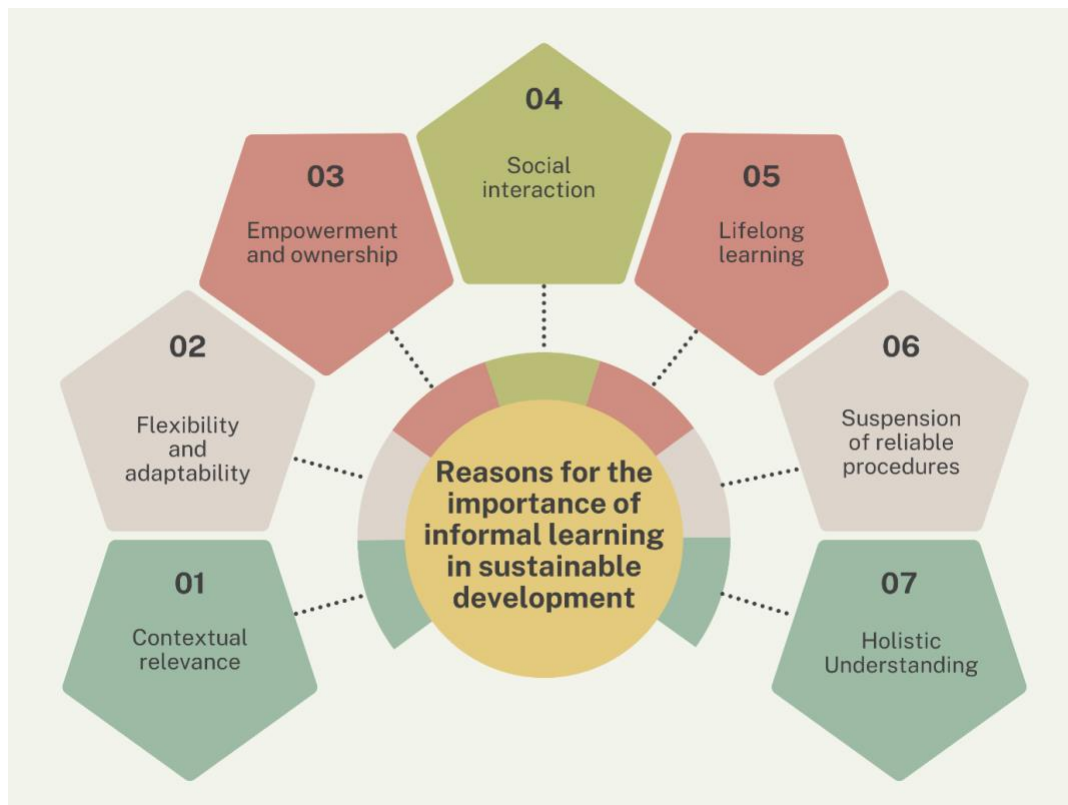 01
Contextual
relevance
02
Flexibility
and
adaptability
03
Empowerment
and ownership
04
Social
interaction
05
Lifelong
learning
06
Suspension
of reliable
procedures
07
Holistic
Understanding
Reasons for the
importance of
informal learning
in sustainable
development